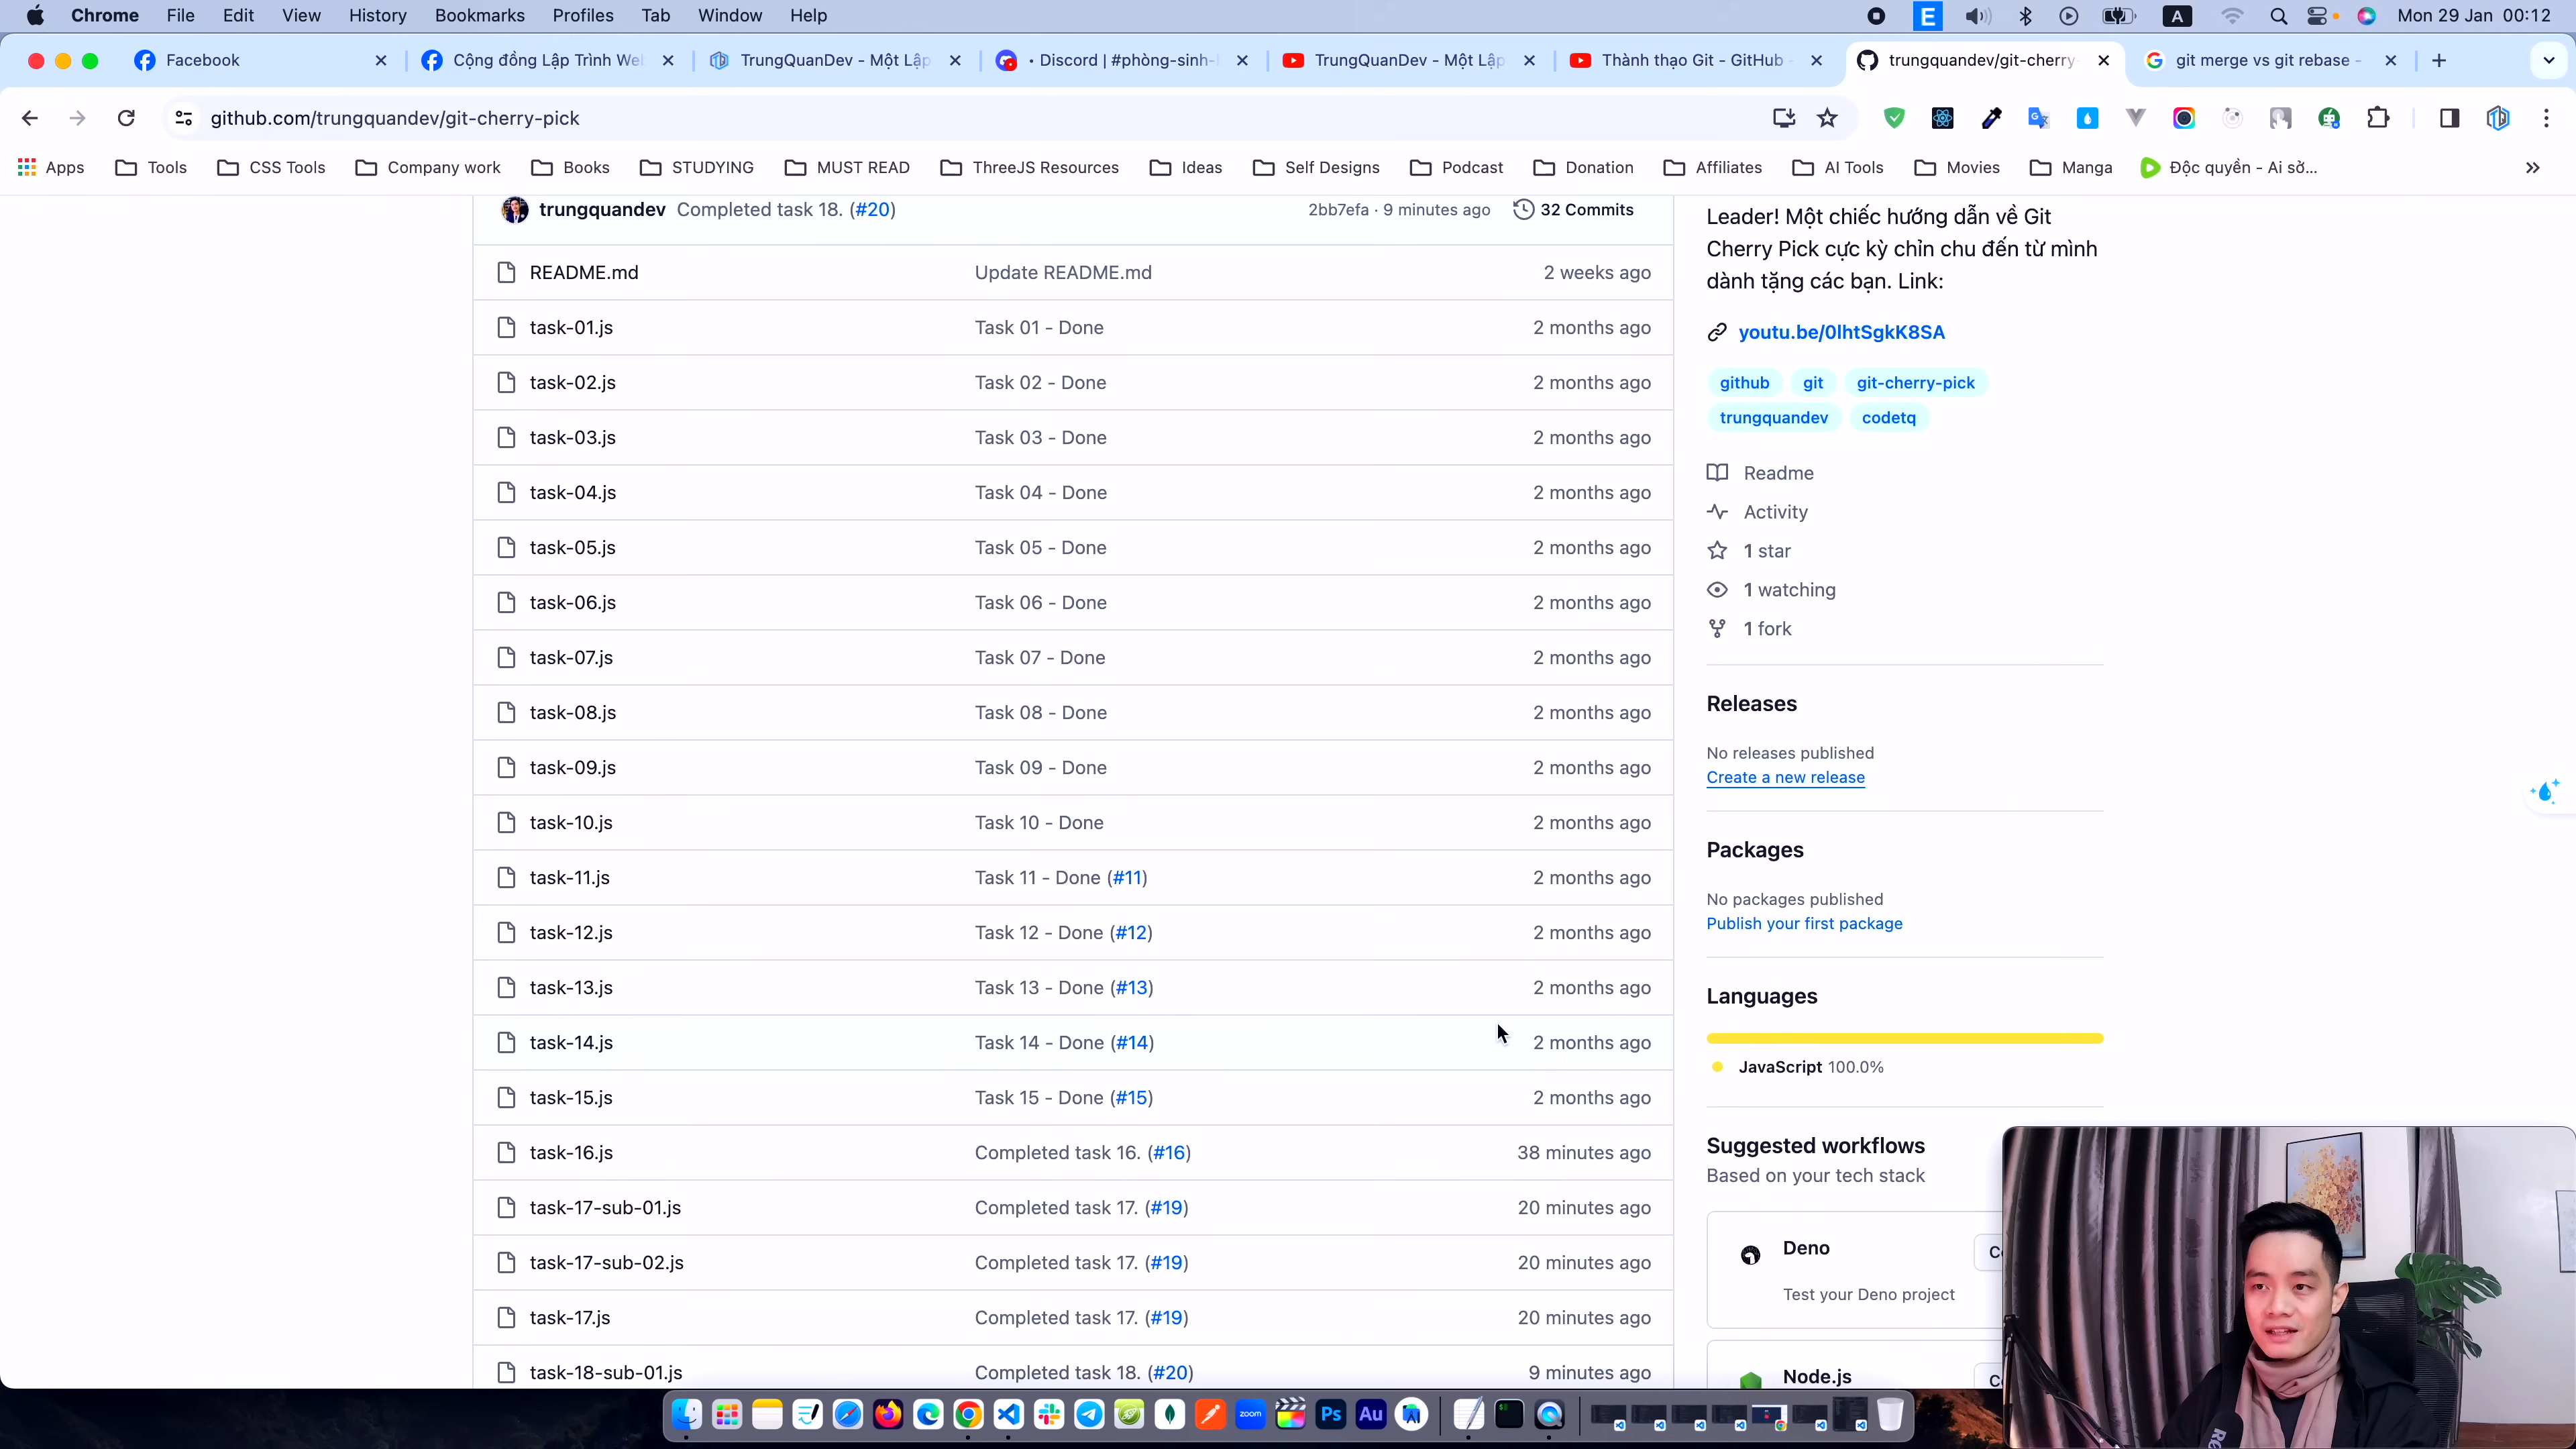 Chrome File Edit View History Bookmarks Profiles Tab Window Help
E A Mon 29 Jan 00:12
Facebook
Cộng đồng Lập Trình We
TrungQuanDev - Một Lập
• Discord | #phòng-sinh-
TrungQuanDev - Một Lập
Thành thạo Git - GitHub
trungquandev/git-cherry
git merge vs git rebase -
github.com/trungquandev/git-cherry-pick
Apps Tools CSS Tools Company work Books STUDYING MUST READ ThreeJS Resources Ideas Self Designs Podcast Donation Affiliates AI Tools Movies Manga Độc quyền - Ai sở...
trungquandev Completed task 18. (#20) 2bb7efa · 9 minutes ago 32 Commits
README.md Update README.md 2 weeks ago
task-01.js Task 01 - Done 2 months ago
task-02.js Task 02 - Done 2 months ago
task-03.js Task 03 - Done 2 months ago
task-04.js Task 04 - Done 2 months ago
task-05.js Task 05 - Done 2 months ago
task-06.js Task 06 - Done 2 months ago
task-07.js Task 07 - Done 2 months ago
task-08.js Task 08 - Done 2 months ago
task-09.js Task 09 - Done 2 months ago
task-10.js Task 10 - Done 2 months ago
task-11.js Task 11 - Done (#11) 2 months ago
task-12.js Task 12 - Done (#12) 2 months ago
task-13.js Task 13 - Done (#13) 2 months ago
task-14.js Task 14 - Done (#14) 2 months ago
task-15.js Task 15 - Done (#15) 2 months ago
task-16.js Completed task 16. (#16) 38 minutes ago
task-17-sub-01.js Completed task 17. (#19) 20 minutes ago
task-17-sub-02.js Completed task 17. (#19) 20 minutes ago
task-17.js Completed task 17. (#19) 20 minutes ago
task-18-sub-01.js Completed task 18. (#20) 9 minutes ago
Leader! Một chiếc hướng dẫn về Git
Cherry Pick cực kỳ chỉn chu đến từ mình
dành tặng các bạn. Link:
youtu.be/0lhtSgkK8SA
github git git-cherry-pick
trungquandev codetq
Readme
Activity
1 star
1 watching
1 fork
Releases
No releases published
Create a new release
Packages
No packages published
Publish your first package
Languages
JavaScript 100.0%
Suggested workflows
Based on your tech stack
Deno
Test your Deno project
Node.js
zoom Ps Au